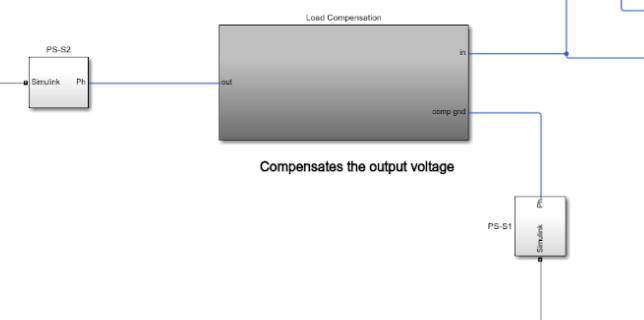 Load Compensation
PS-S2
in
Simulink Ph
out
comp gnd
Compensates the output voltage
Ph
PS-S1
Simulink